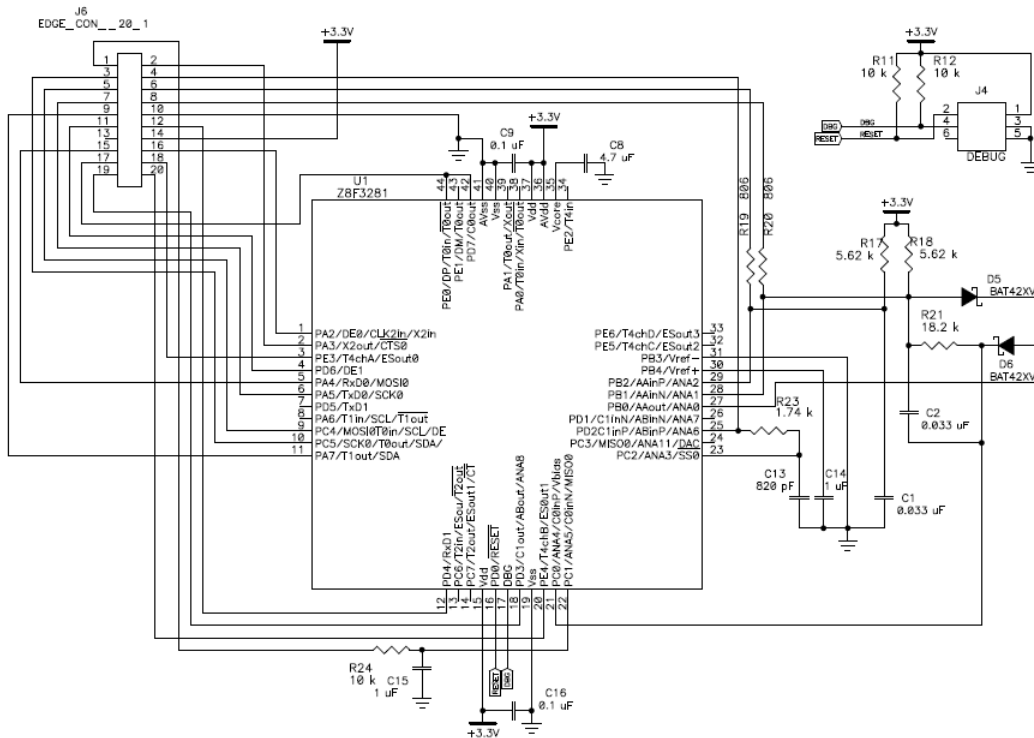 J6
EDGE_CON__20_1
1 2
3 4
5 6
7 8
9 10
11 12
13 14
15 16
17 18
19 20
+3.3V
+3.3V
C9
0.1 uF
C8
4.7 uF
U1
Z8F3281
44 43 42 41 40 39 38 37 36 35 34
PE0/DP/T0in/T0out
PE1/DM/T0out
PD7/C0out
AVss
Vss
PA1/T0out/Xout
PA0/T0in/Xin/T0out
Vdd
AVdd
Vcore
PE2/T4in
1 PA2/DE0/CLK2in/X2in
2 PA3/X2out/CTS0
3 PE3/T4chA/ESout0
4 PD6/DE1
5 PA4/RxD0/MOSI0
6 PA5/TxD0/SCK0
7 PD5/TxD1
8 PA6/T1in/SCL/T1out
9 PC4/MOSI0T0in/SCL/DE
10 PC5/SCK0/T0out/SDA/
11 PA7/T1out/SDA
PE6/T4chD/ESout3 33
PE5/T4chC/ESout2 32
PB3/Vref- 31
PB4/Vref+ 30
PB2/AAinP/ANA2 29
PB1/AAinN/ANA1 28
PB0/AAout/ANA0 27
PD1/C1inN/ABinN/ANA7 26
PD2C1inP/ABinP/ANA6 25
PC3/MISO0/ANA11/DAC 24
PC2/ANA3/SS0 23
PD4/RxD1
PC6/T2in/ESou/T2out
PC7/T2out/ESout1/CT
Vdd
PD0/RESET
DBG
PD3/C1out/ABout/ANA8
Vss
PE4/T4chB/ES0ut1
PC0/ANA4/C0inP/Vbias
PC1/ANA5/C0inN/MISO0
12 13 14 15 16 17 18 19 20 21 22
RESET
DBG
R24
10 k
C15
1 uF
C16
0.1 uF
+3.3V
R19 806
R20 806
+3.3V
R11
10 k
R12
10 k
J4
2 1
4 3
6 5
DEBUG
DBG DBG
RESET RESET
+3.3V
R17
5.62 k
R18
5.62 k
D5
BAT42XV
R21
18.2 k
D6
BAT42XV
R23
1.74 k
C2
0.033 uF
C13
820 pF
C14
1 uF
C1
0.033 uF